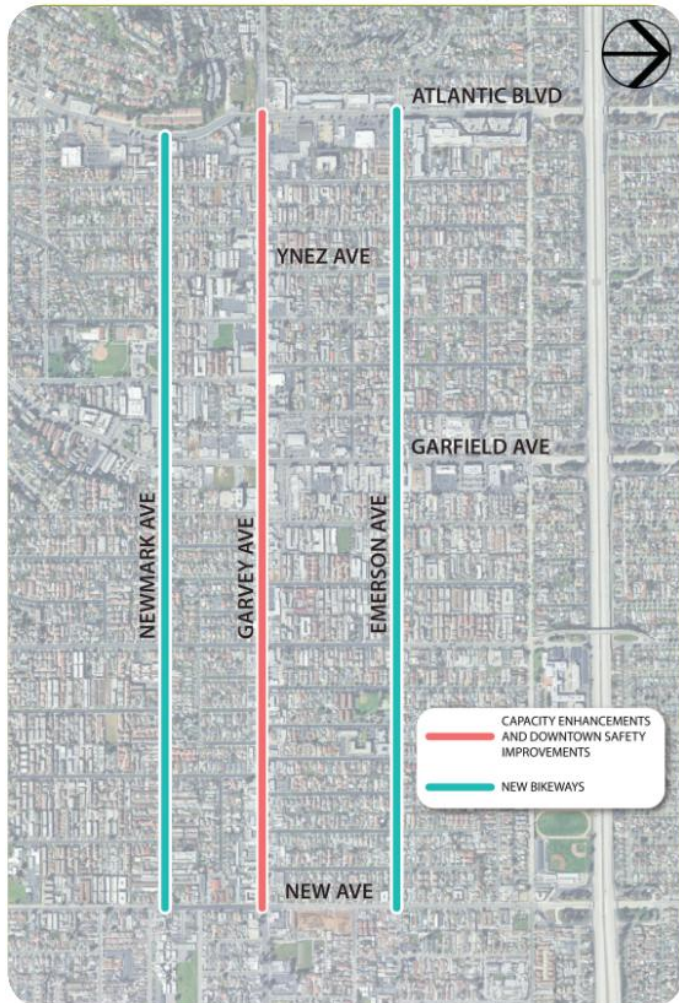 ATLANTIC BLVD
YNEZ AVE
GARFIELD AVE
NEWMARK AVE
GARVEY AVE
EMERSON AVE
CAPACITY ENHANCEMENTS
AND DOWNTOWN SAFETY
IMPROVEMENTS
NEW BIKEWAYS
NEW AVE